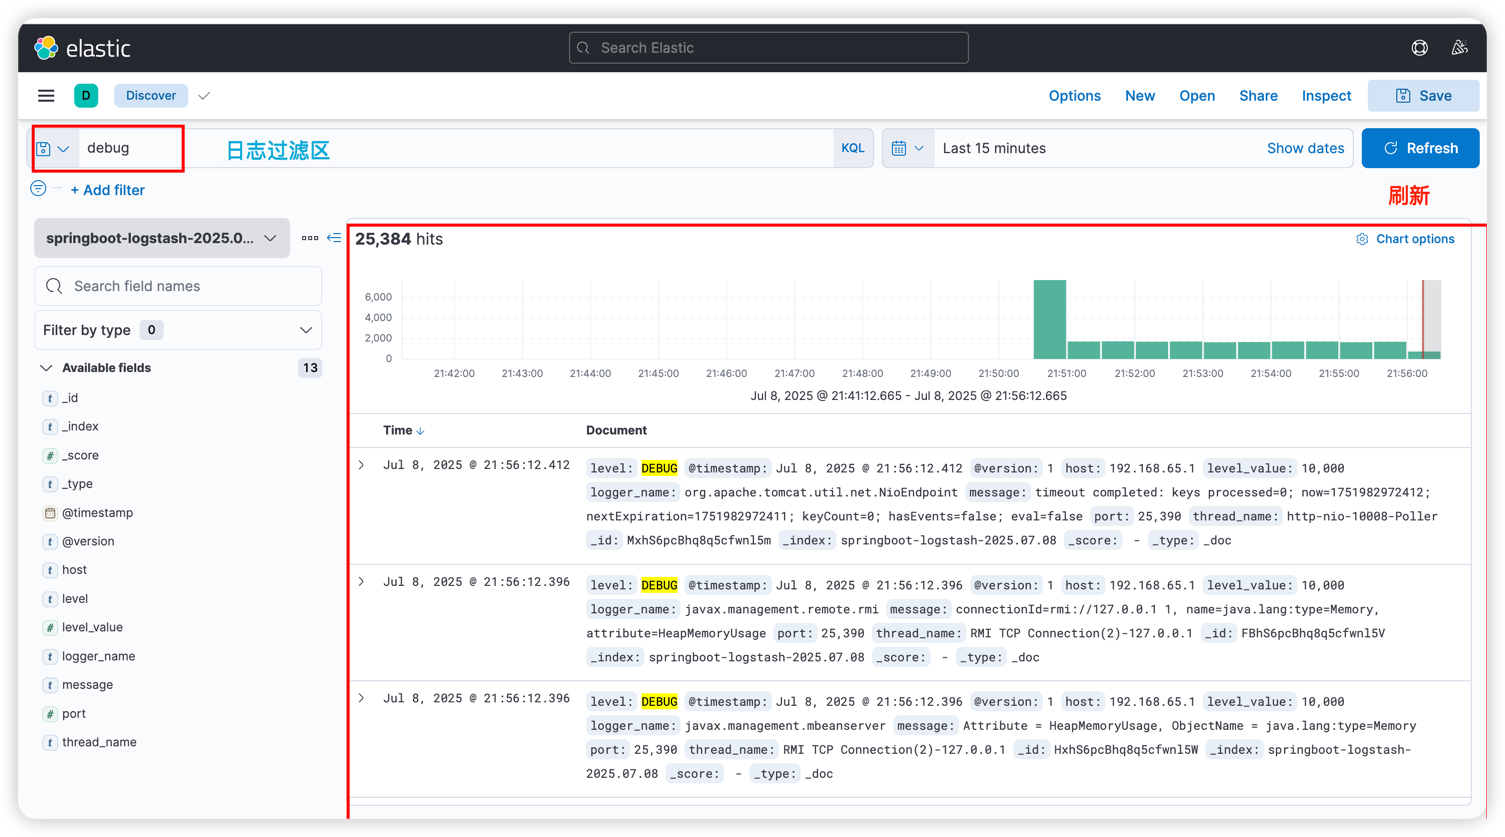 elastic
Search Elastic
D
Discover
Options
New
Open
Share
Inspect
Save
debug
日志过滤区
KQL
Last 15 minutes
Show dates
Refresh
+ Add filter
刷新
springboot-logstash-2025.0...
25,384 hits
Chart options
Search field names
Filter by type 0
Available fields 13
t _id
t _index
# _score
t _type
@timestamp
t @version
t host
t level
# level_value
t logger_name
t message
# port
t thread_name
6,000
4,000
2,000
0
21:42:00 21:43:00 21:44:00 21:45:00 21:46:00 21:47:00 21:48:00 21:49:00 21:50:00 21:51:00 21:52:00 21:53:00 21:54:00 21:55:00 21:56:00
Jul 8, 2025 @ 21:41:12.665 - Jul 8, 2025 @ 21:56:12.665
Time Document
Jul 8, 2025 @ 21:56:12.412
level: DEBUG @timestamp: Jul 8, 2025 @ 21:56:12.412 @version: 1 host: 192.168.65.1 level_value: 10,000
logger_name: org.apache.tomcat.util.net.NioEndpoint message: timeout completed: keys processed=0; now=1751982972412;
nextExpiration=1751982972411; keyCount=0; hasEvents=false; eval=false port: 25,390 thread_name: http-nio-10008-Poller
_id: MxhS6pcBhq8q5cfwnl5m _index: springboot-logstash-2025.07.08 _score: - _type: _doc
Jul 8, 2025 @ 21:56:12.396
level: DEBUG @timestamp: Jul 8, 2025 @ 21:56:12.396 @version: 1 host: 192.168.65.1 level_value: 10,000
logger_name: javax.management.remote.rmi message: connectionId=rmi://127.0.0.1 1, name=java.lang:type=Memory,
attribute=HeapMemoryUsage port: 25,390 thread_name: RMI TCP Connection(2)-127.0.0.1 _id: FBhS6pcBhq8q5cfwnl5V
_index: springboot-logstash-2025.07.08 _score: - _type: _doc
Jul 8, 2025 @ 21:56:12.396
level: DEBUG @timestamp: Jul 8, 2025 @ 21:56:12.396 @version: 1 host: 192.168.65.1 level_value: 10,000
logger_name: javax.management.mbeanserver message: Attribute = HeapMemoryUsage, ObjectName = java.lang:type=Memory
port: 25,390 thread_name: RMI TCP Connection(2)-127.0.0.1 _id: HxhS6pcBhq8q5cfwnl5W _index: springboot-logstash-
2025.07.08 _score: - _type: _doc